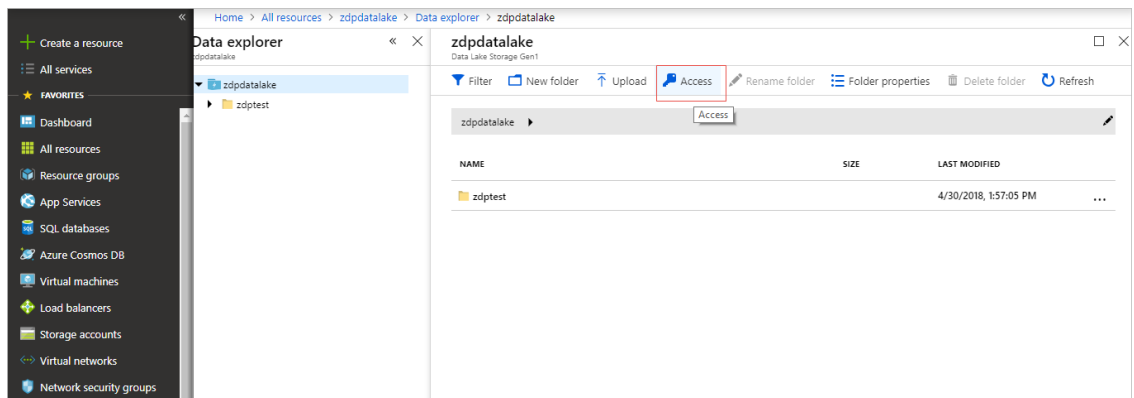 Home > All resources > zdpdatalake > Data explorer > zdpdatalake
«
Create a resource
All services
FAVORITES
Dashboard
All resources
Resource groups
App Services
SQL databases
Azure Cosmos DB
Virtual machines
Load balancers
Storage accounts
Virtual networks
Network security groups
Data explorer « ×
zdpdatalake
zdpdatalake
zdptest
zdpdatalake
Data Lake Storage Gen1
Filter New folder Upload Access Rename folder Folder properties Delete folder Refresh
Access
zdpdatalake
NAME SIZE LAST MODIFIED
zdptest 4/30/2018, 1:57:05 PM ...